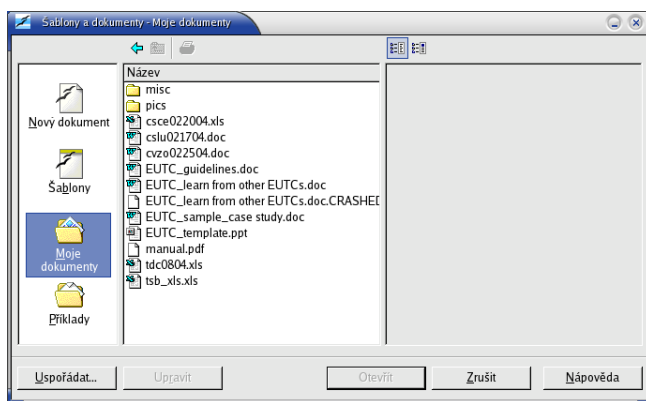 Šablony a dokumenty - Moje dokumenty
Název
misc
pics
csce022004.xls
cslu021704.doc
cvzo022504.doc
EUTC_guidelines.doc
EUTC_learn from other EUTCs.doc
EUTC_learn from other EUTCs.doc.CRASHED
EUTC_sample_case study.doc
EUTC_template.ppt
manual.pdf
tdc0804.xls
tsb_xls.xls
Nový dokument
Šablony
Moje
dokumenty
Příklady
Uspořádat...
Upravit
Otevřít
Zrušit
Nápověda